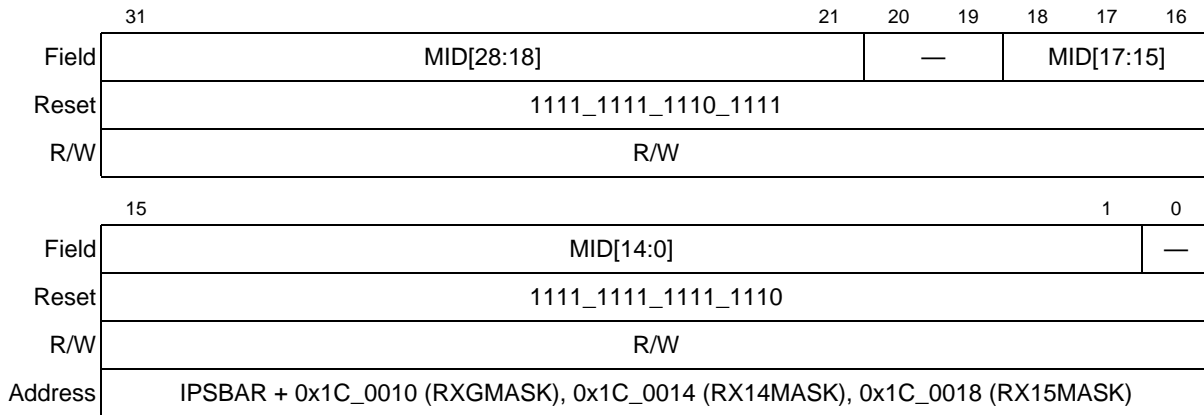 31 21 20 19 18 17 16
Field MID[28:18] — MID[17:15]
Reset 1111_1111_1110_1111
R/W R/W
15 1 0
Field MID[14:0] —
Reset 1111_1111_1111_1110
R/W R/W
Address IPSBAR + 0x1C_0010 (RXGMASK), 0x1C_0014 (RX14MASK), 0x1C_0018 (RX15MASK)